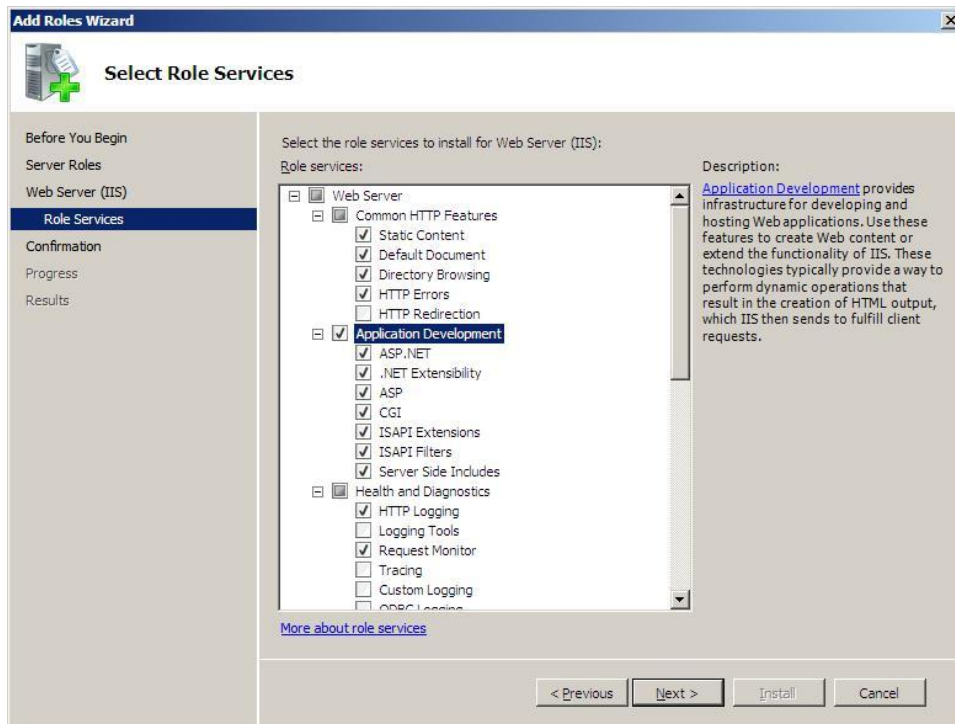 Add Roles Wizard
Select Role Services
Before You Begin
Server Roles
Web Server (IIS)
Role Services
Confirmation
Progress
Results
Select the role services to install for Web Server (IIS):
Role services:
Web Server
Common HTTP Features
Static Content
Default Document
Directory Browsing
HTTP Errors
HTTP Redirection
Application Development
ASP.NET
.NET Extensibility
ASP
CGI
ISAPI Extensions
ISAPI Filters
Server Side Includes
Health and Diagnostics
HTTP Logging
Logging Tools
Request Monitor
Tracing
Custom Logging
ODBC Logging
More about role services
Description:
Application Development provides
infrastructure for developing and
hosting Web applications. Use these
features to create Web content or
extend the functionality of IIS. These
technologies typically provide a way to
perform dynamic operations that
result in the creation of HTML output,
which IIS then sends to fulfill client
requests.
< Previous
Next >
Install
Cancel